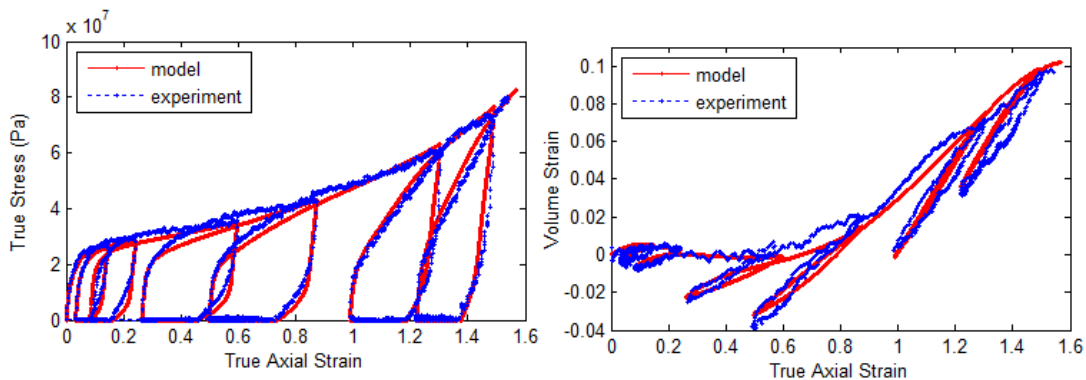 x 10⁷
10
8
6
4
2
0
True Stress (Pa)
model
experiment
0 0.2 0.4 0.6 0.8 1 1.2 1.4 1.6
True Axial Strain
0.1
0.08
0.06
0.04
0.02
0
-0.02
-0.04
Volume Strain
model
experiment
0 0.2 0.4 0.6 0.8 1 1.2 1.4 1.6
True Axial Strain